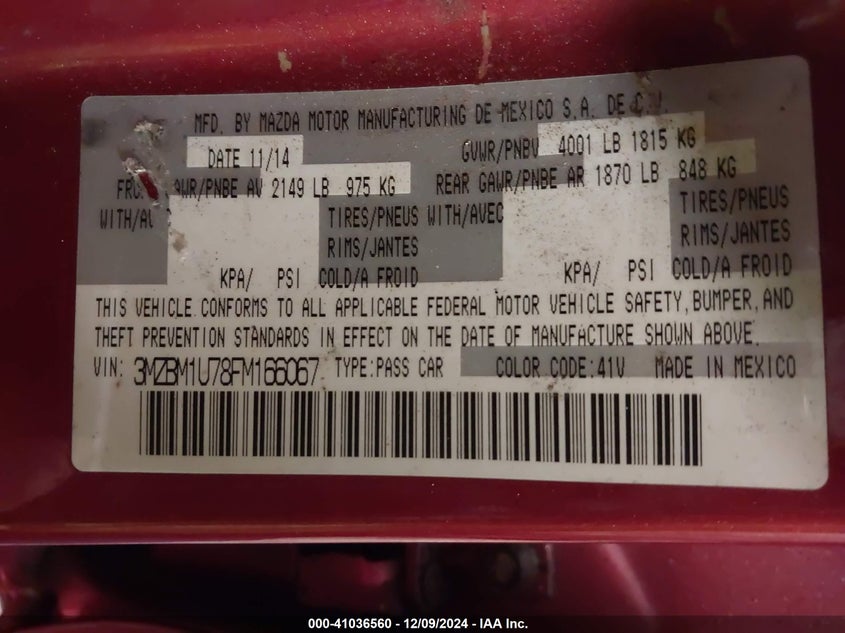 MFD. BY MAZDA MOTOR MANUFACTURING DE MEXICO S.A. DE C.V.
DATE 11/14 GVWR/PNBV 4001 LB 1815 KG
GWR/PNBE AV 2149 LB 975 KG REAR GAWR/PNBE AR 1870 LB 848 KG
TIRES/PNEUS WITH/AVEC TIRES/PNEUS
RIMS/JANTES RIMS/JANTES
KPA/ PSI COLD/A FROID KPA/ PSI COLD/A FROID
THIS VEHICLE CONFORMS TO ALL APPLICABLE FEDERAL MOTOR VEHICLE SAFETY, BUMPER, AND
THEFT PREVENTION STANDARDS IN EFFECT ON THE DATE OF MANUFACTURE SHOWN ABOVE.
VIN: 3MZBM1U78FM166067 TYPE:PASS CAR COLOR CODE:41V MADE IN MEXICO
000-41036560 - 12/09/2024 - IAA Inc.